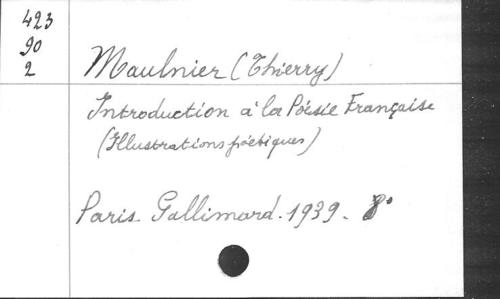 423
90
2
Maulnier (Thierry)
Introduction à la Poésie Française
(Illustrations poétiques)
Paris. Gallimard. 1939. 8°